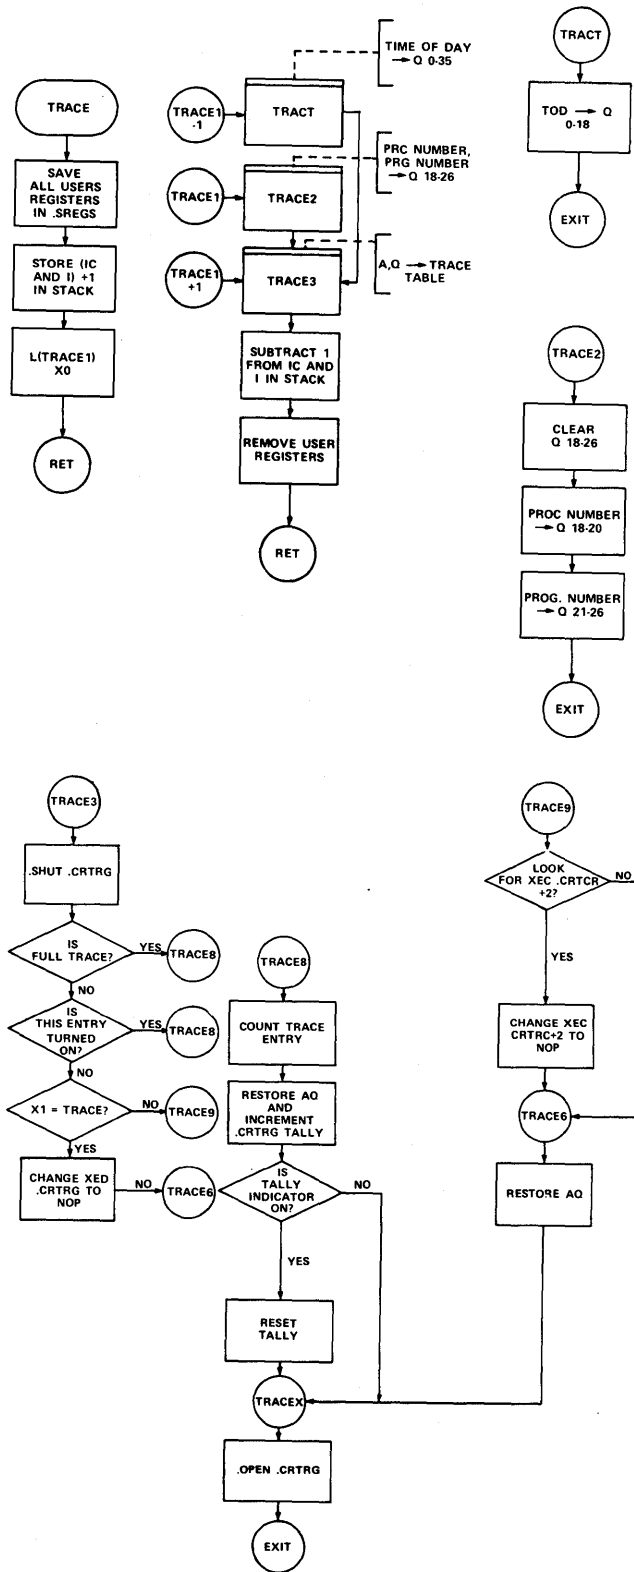 TRACE
SAVE
ALL USERS
REGISTERS
IN .SREGS
STORE (IC
AND I) +1
IN STACK
L(TRACE1)
X0
RET
TIME OF DAY
→ Q 0-35
TRACE1
-1
TRACT
PRC NUMBER,
PRG NUMBER
→ Q 18-26
TRACE1
TRACE2
TRACE1
+1
TRACE3
A,Q → TRACE
TABLE
SUBTRACT 1
FROM IC AND
I IN STACK
REMOVE USER
REGISTERS
RET
TRACT
TOD → Q
0-18
EXIT
TRACE2
CLEAR
Q 18-26
PROC NUMBER
→ Q 18-20
PROG. NUMBER
→ Q 21-26
EXIT
TRACE3
.SHUT .CRTRG
IS
FULL TRACE?
YES
TRACE8
NO
IS
THIS ENTRY
TURNED
ON?
YES
TRACE8
NO
X1 = TRACE?
NO
TRACE9
YES
CHANGE XED
.CRTRG TO
NOP
NO
TRACE6
TRACE8
COUNT TRACE
ENTRY
RESTORE AQ
AND
INCREMENT
.CRTRG TALLY
IS
TALLY
INDICATOR
ON?
NO
YES
RESET
TALLY
TRACEX
.OPEN .CRTRG
EXIT
TRACE9
LOOK
FOR XEC .CRTCR
+2?
NO
YES
CHANGE XEC
CRTRC+2 TO
NOP
TRACE6
RESTORE AQ